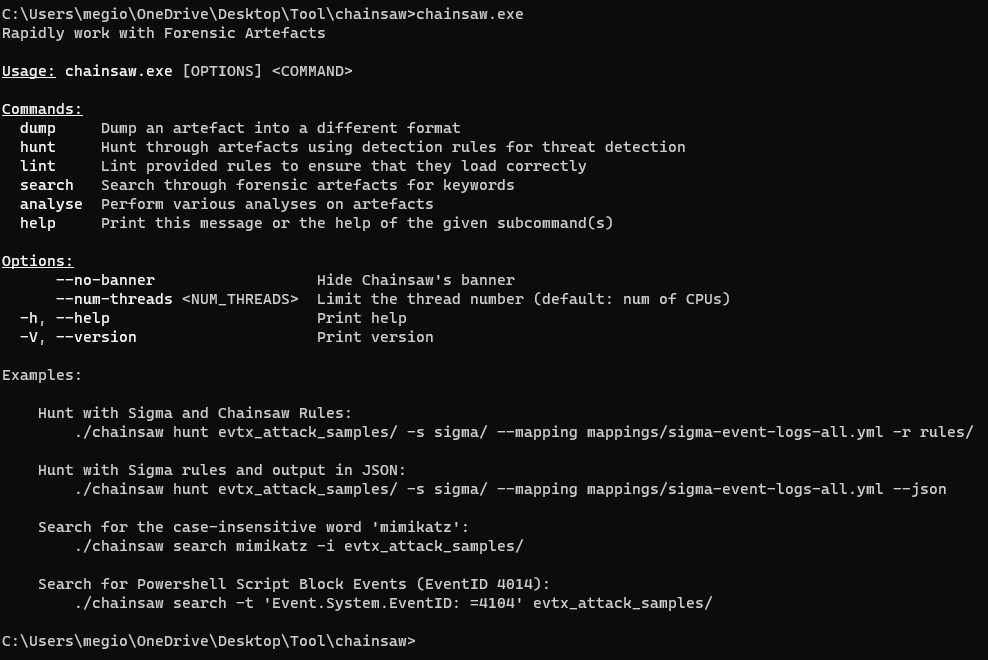 C:\Users\megio\OneDrive\Desktop\Tool\chainsaw>chainsaw.exe
Rapidly work with Forensic Artefacts
Usage: chainsaw.exe [OPTIONS] <COMMAND>
Commands:
dump Dump an artefact into a different format
hunt Hunt through artefacts using detection rules for threat detection
lint Lint provided rules to ensure that they load correctly
search Search through forensic artefacts for keywords
analyse Perform various analyses on artefacts
help Print this message or the help of the given subcommand(s)
Options:
--no-banner Hide Chainsaw's banner
--num-threads <NUM_THREADS> Limit the thread number (default: num of CPUs)
-h, --help Print help
-V, --version Print version
Examples:
Hunt with Sigma and Chainsaw Rules:
./chainsaw hunt evtx_attack_samples/ -s sigma/ --mapping mappings/sigma-event-logs-all.yml -r rules/
Hunt with Sigma rules and output in JSON:
./chainsaw hunt evtx_attack_samples/ -s sigma/ --mapping mappings/sigma-event-logs-all.yml --json
Search for the case-insensitive word 'mimikatz':
./chainsaw search mimikatz -i evtx_attack_samples/
Search for Powershell Script Block Events (EventID 4014):
./chainsaw search -t 'Event.System.EventID: =4104' evtx_attack_samples/
C:\Users\megio\OneDrive\Desktop\Tool\chainsaw>